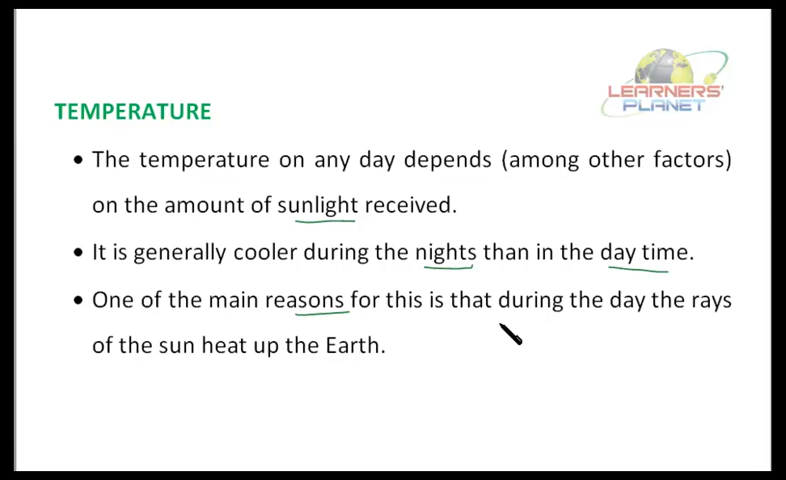 LEARNERS'
PLANET
TEMPERATURE
• The temperature on any day depends (among other factors)
on the amount of sunlight received.
• It is generally cooler during the nights than in the day time.
• One of the main reasons for this is that during the day the rays
of the sun heat up the Earth.